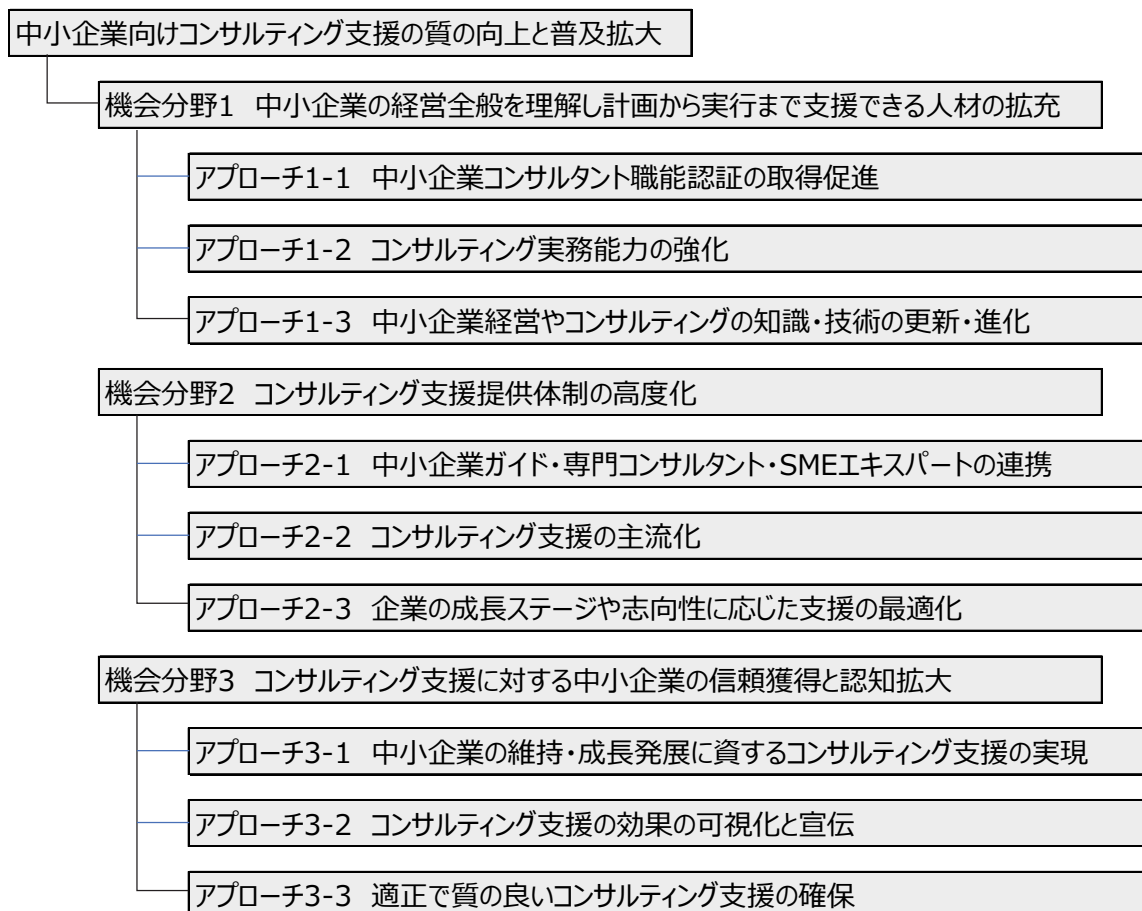 中小企業向けコンサルティング支援の質の向上と普及拡大
機会分野1 中小企業の経営全般を理解し計画から実行まで支援できる人材の拡充
アプローチ1-1 中小企業コンサルタント職能認証の取得促進
アプローチ1-2 コンサルティング実務能力の強化
アプローチ1-3 中小企業経営やコンサルティングの知識・技術の更新・進化
機会分野2 コンサルティング支援提供体制の高度化
アプローチ2-1 中小企業ガイド・専門コンサルタント・SMEエキスパートの連携
アプローチ2-2 コンサルティング支援の主流化
アプローチ2-3 企業の成長ステージや志向性に応じた支援の最適化
機会分野3 コンサルティング支援に対する中小企業の信頼獲得と認知拡大
アプローチ3-1 中小企業の維持・成長発展に資するコンサルティング支援の実現
アプローチ3-2 コンサルティング支援の効果の可視化と宣伝
アプローチ3-3 適正で質の良いコンサルティング支援の確保